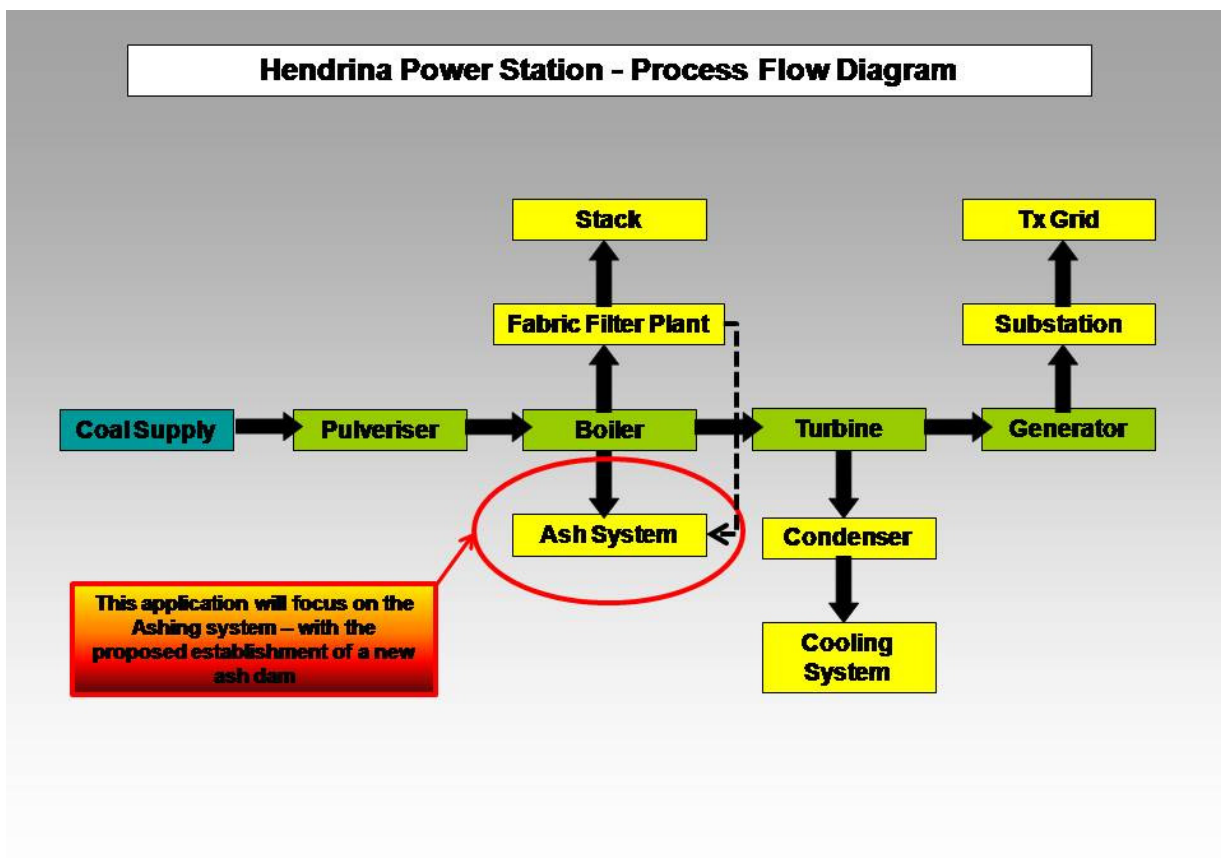 Hendrina Power Station - Process Flow Diagram
Stack
Tx Grid
Fabric Filter Plant
Substation
Coal Supply
Pulveriser
Boiler
Turbine
Generator
Ash System
Condenser
This application will focus on the
Ashing system – with the
proposed establishment of a new
ash dam
Cooling
System